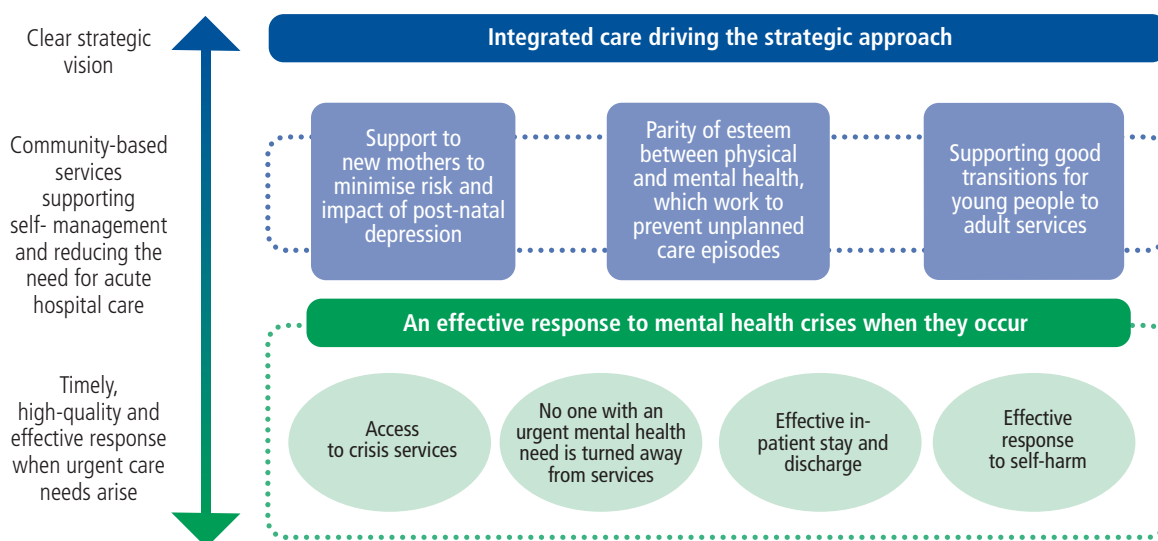 Clear strategic
vision
Integrated care driving the strategic approach
Community-based
services
supporting
self- management
and reducing the
need for acute
hospital care
Support to
new mothers to
minimise risk and
impact of post-natal
depression
Parity of esteem
between physical
and mental health,
which work to
prevent unplanned
care episodes
Supporting good
transitions for
young people to
adult services
An effective response to mental health crises when they occur
Timely,
high-quality and
effective response
when urgent care
needs arise
Access
to crisis services
No one with an
urgent mental health
need is turned away
from services
Effective in-
patient stay and
discharge
Effective
response
to self-harm